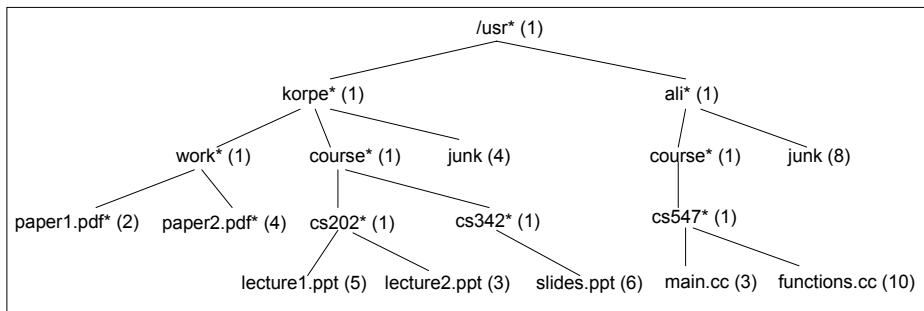 /usr* (1)
korpe* (1) ali* (1)
work* (1) course* (1) junk (4) course* (1) junk (8)
paper1.pdf* (2) paper2.pdf* (4) cs202* (1) cs342* (1) cs547* (1)
lecture1.ppt (5) lecture2.ppt (3) slides.ppt (6) main.cc (3) functions.cc (10)